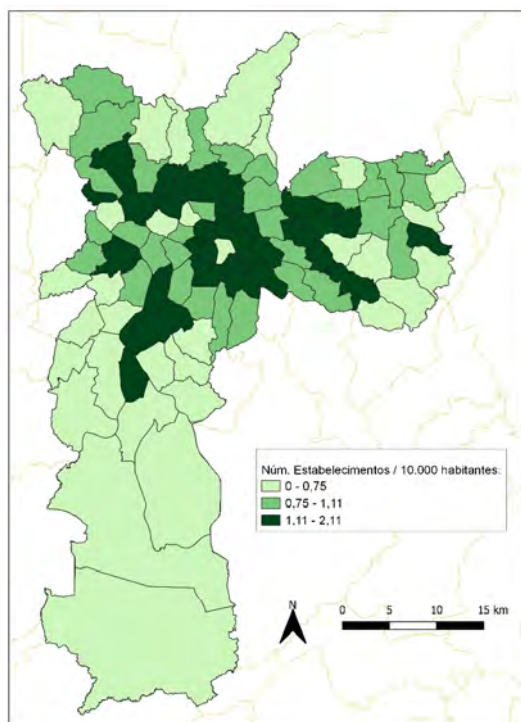 Núm. Estabelecimentos / 10.000 habitantes:
0 - 0,75
0,75 - 1,11
1,11 - 2,11
N
0 5 10 15 km